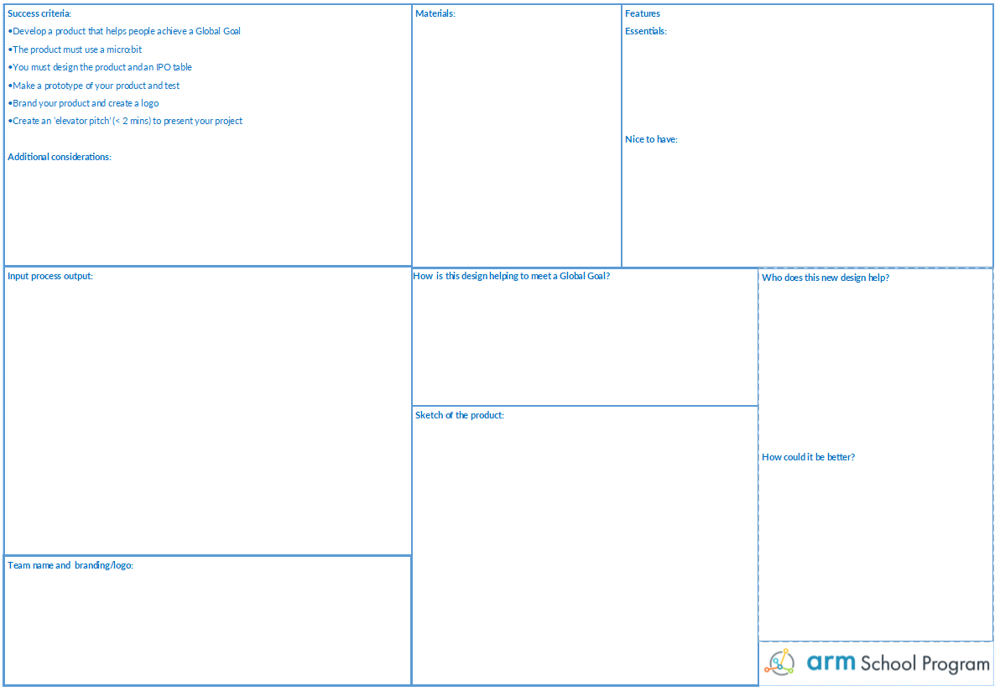 Success criteria:
•Develop a product that helps people achieve a Global Goal
•The product must use a micro:bit
•You must design the product and an IPO table
•Make a prototype of your product and test
•Brand your product and create a logo
•Create an ‘elevator pitch’ (< 2 mins) to present your project
Additional considerations:
Materials:
Features
Essentials:
Nice to have:
Input process output:
How is this design helping to meet a Global Goal?
Who does this new design help?
Sketch of the product:
How could it be better?
Team name and branding/logo:
arm School Program